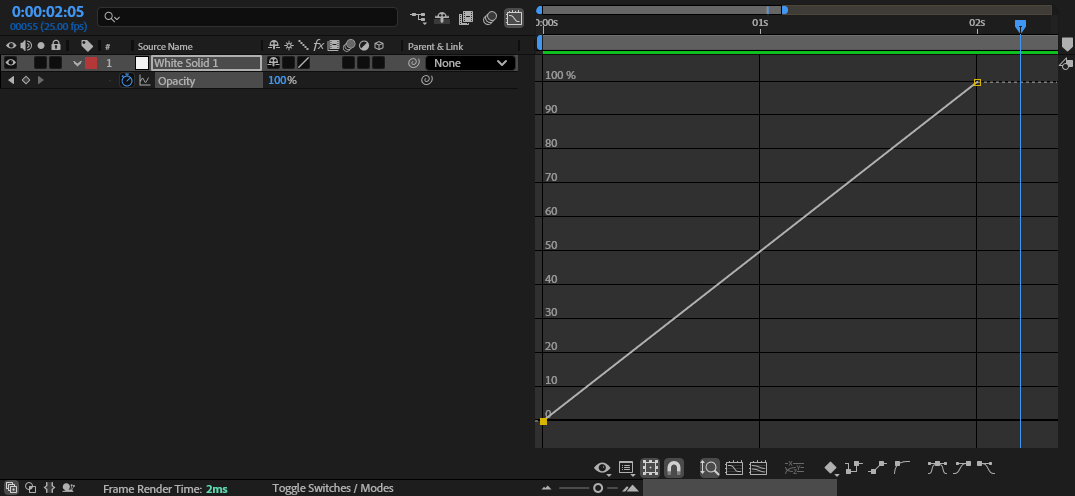 0:00:02:05
00055 (25.00 fps)
:00s
01s
02s
# Source Name
fx
Parent & Link
1 White Solid 1
None
Opacity
100%
100 %
90
80
70
60
50
40
30
20
10
0
Frame Render Time: 2ms
Toggle Switches / Modes